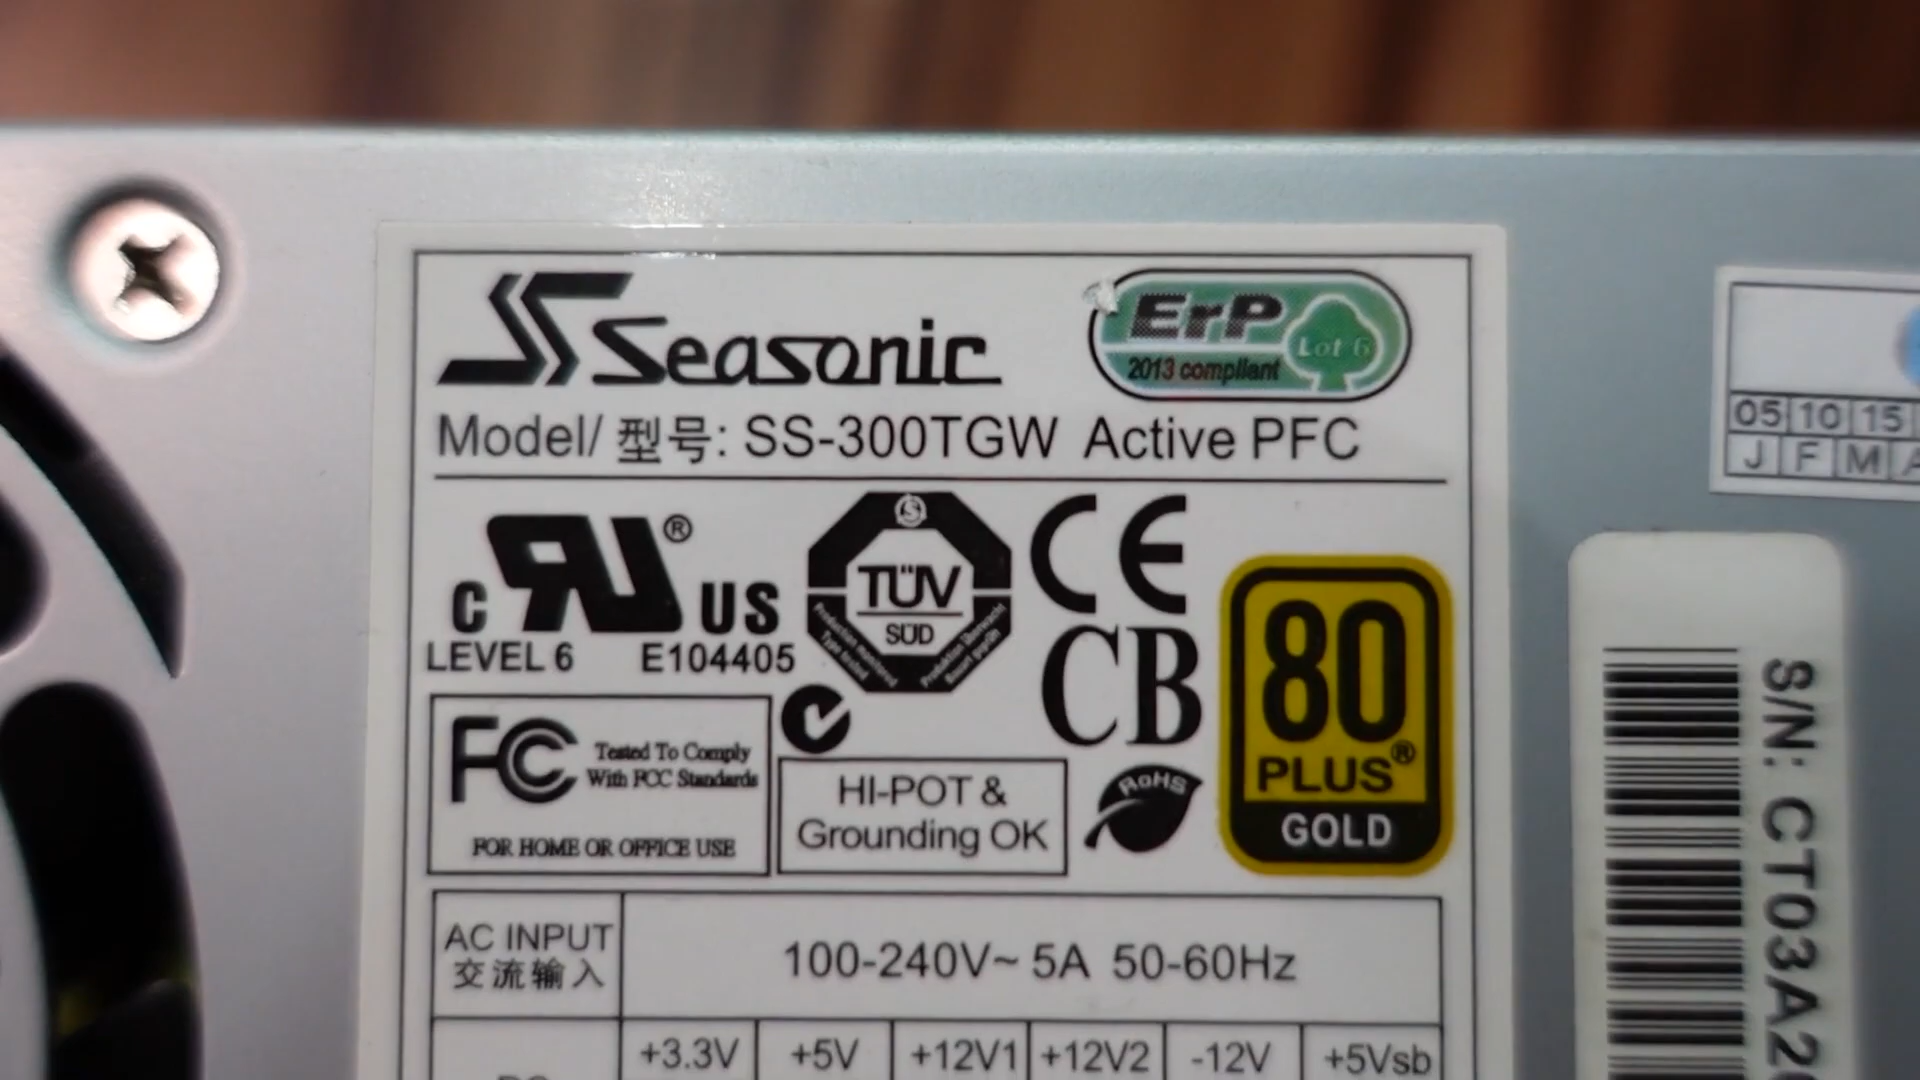 Seasonic
ErP
Lot 6
2013 compliant
Model/ 型号: SS-300TGW Active PFC
C RU ® US
LEVEL 6 E104405
TÜV
SÜD
CE
CB
80
PLUS®
GOLD
FC Tested To Comply
With FCC Standards
FOR HOME OR OFFICE USE
HI-POT &
Grounding OK
RoHS
AC INPUT
交流输入
100-240V~ 5A 50-60Hz
+3.3V +5V +12V1 +12V2 -12V +5Vsb
05 10 15
J F M A
S/N: CT03A2